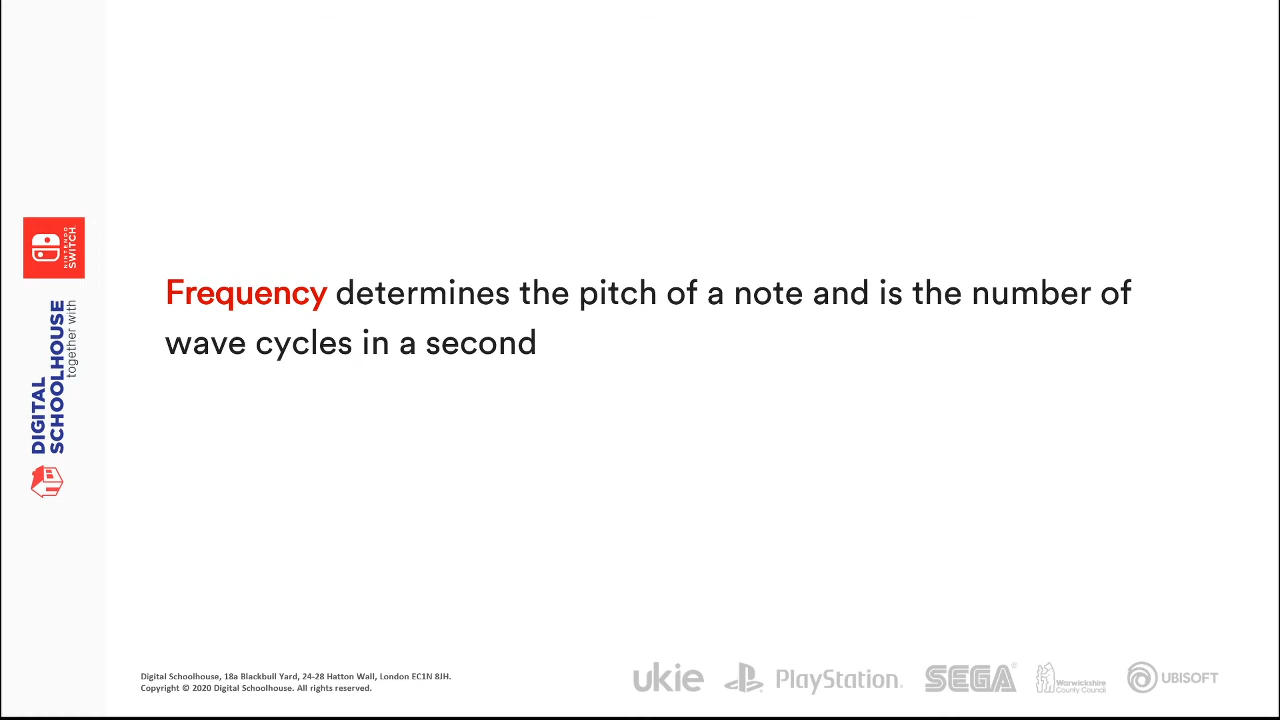 Frequency determines the pitch of a note and is the number of
wave cycles in a second
NINTENDO
SWITCH
DIGITAL
SCHOOLHOUSE
together with
Digital Schoolhouse, 18a Blackbull Yard, 24-28 Hatton Wall, London EC1N 8JH.
Copyright © 2020 Digital Schoolhouse. All rights reserved.
ukie
PlayStation.
SEGA®
Warwickshire
County Council
UBISOFT